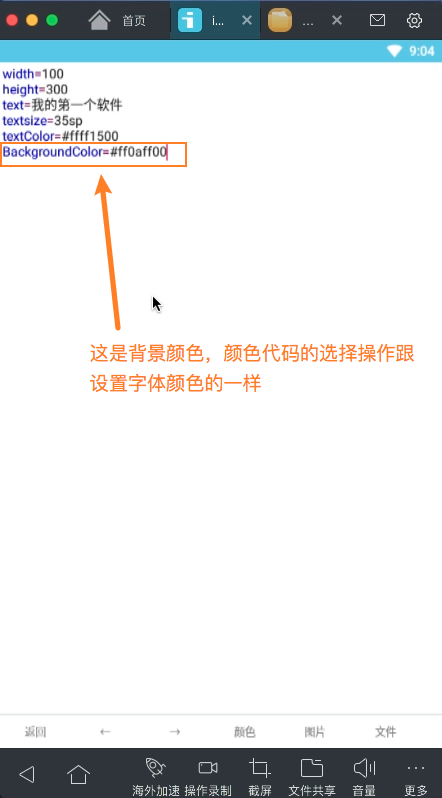 首页
i...
...
9:04
width=100
height=300
text=我的第一个软件
textsize=35sp
textColor=#ffff1500
BackgroundColor=#ff0aff00
这是背景颜色，颜色代码的选择操作跟
设置字体颜色的一样
返回 ← → 颜色 图片 文件
海外加速 操作录制 截屏 文件共享 音量 更多